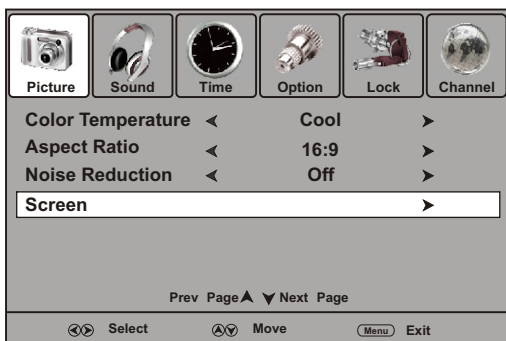 Picture Sound Time Option Lock Channel
Color Temperature Cool
Aspect Ratio 16:9
Noise Reduction Off
Screen
Prev Page Next Page
Select Move Menu Exit